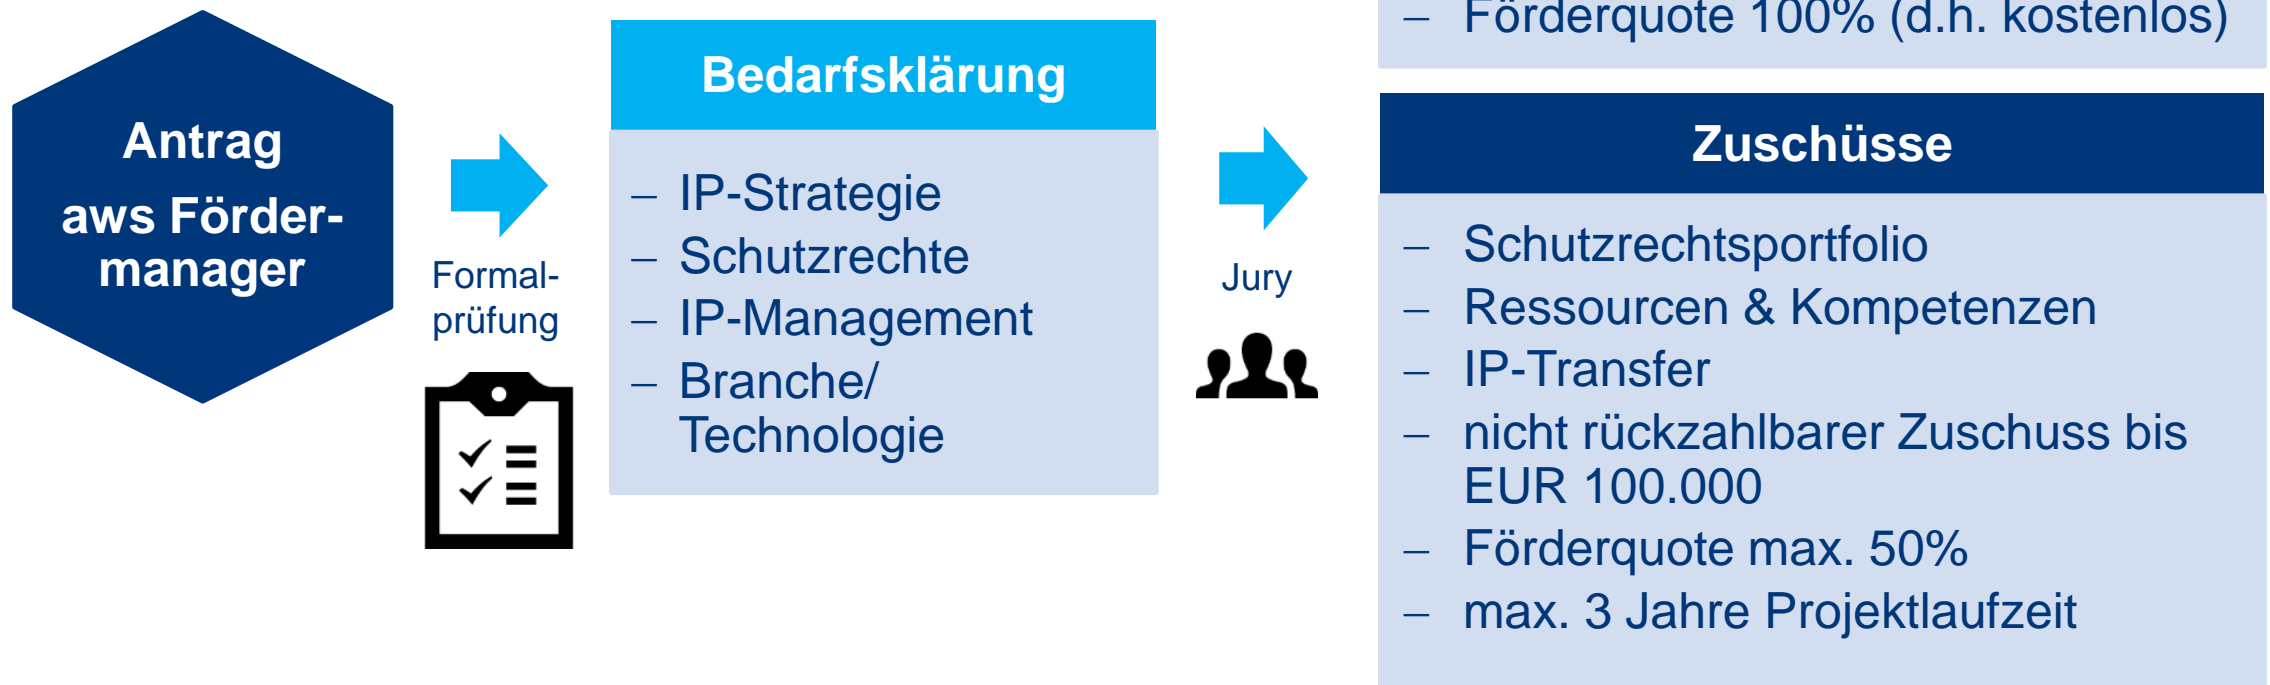 Antrag
aws Förder-
manager
Formal-
prüfung
Bedarfsklärung
– IP-Strategie
– Schutzrechte
– IP-Management
– Branche/
Technologie
Jury
– Förderquote 100% (d.h. kostenlos)
Zuschüsse
– Schutzrechtsportfolio
– Ressourcen & Kompetenzen
– IP-Transfer
– nicht rückzahlbarer Zuschuss bis
EUR 100.000
– Förderquote max. 50%
– max. 3 Jahre Projektlaufzeit